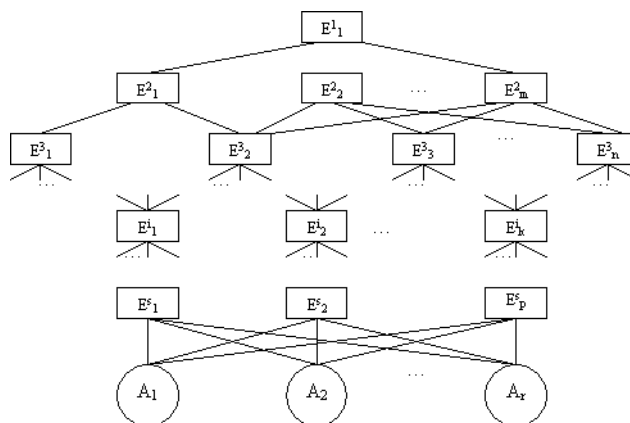 E¹₁
E²₁ E²₂ ... E²ₘ
...
E³₁ E³₂ E³₃ E³ₙ
... ... ... ...
Eⁱ₁ Eⁱ₂ ... Eⁱₖ
... ... ...
Eˢ₁ Eˢ₂ Eˢₚ
...
A₁ A₂ Aᵣ